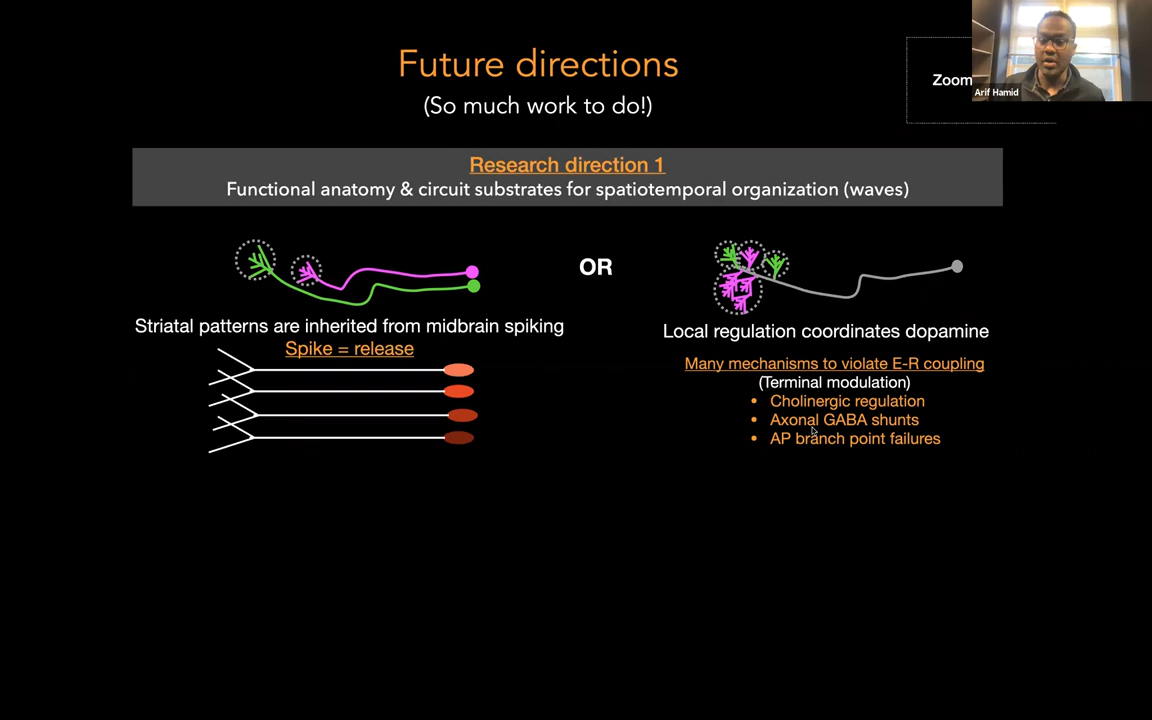 Future directions
(So much work to do!)
Zoom
Arif Hamid
Research direction 1
Functional anatomy & circuit substrates for spatiotemporal organization (waves)
OR
Striatal patterns are inherited from midbrain spiking
Spike = release
Local regulation coordinates dopamine
Many mechanisms to violate E-R coupling
(Terminal modulation)
• Cholinergic regulation
• Axonal GABA shunts
• AP branch point failures